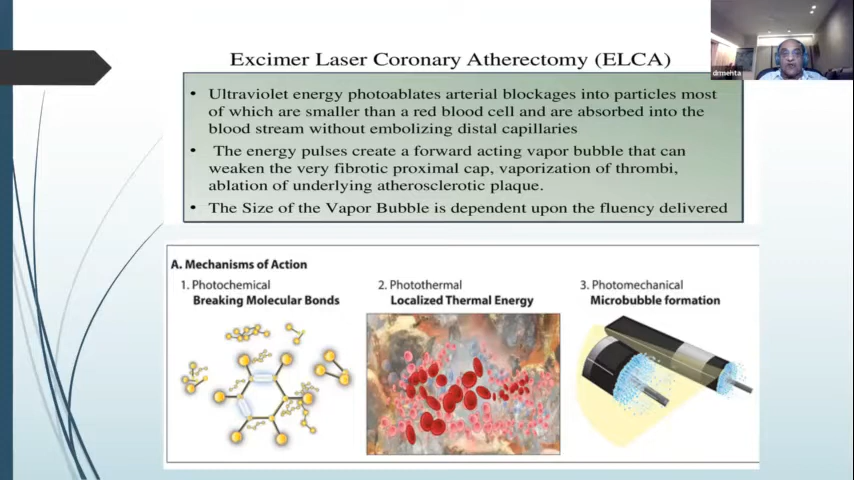 Excimer Laser Coronary Atherectomy (ELCA)
drmehta
• Ultraviolet energy photoablates arterial blockages into particles most
of which are smaller than a red blood cell and are absorbed into the
blood stream without embolizing distal capillaries
• The energy pulses create a forward acting vapor bubble that can
weaken the very fibrotic proximal cap, vaporization of thrombi,
ablation of underlying atherosclerotic plaque.
• The Size of the Vapor Bubble is dependent upon the fluency delivered
A. Mechanisms of Action
1. Photochemical
Breaking Molecular Bonds
2. Photothermal
Localized Thermal Energy
3. Photomechanical
Microbubble formation